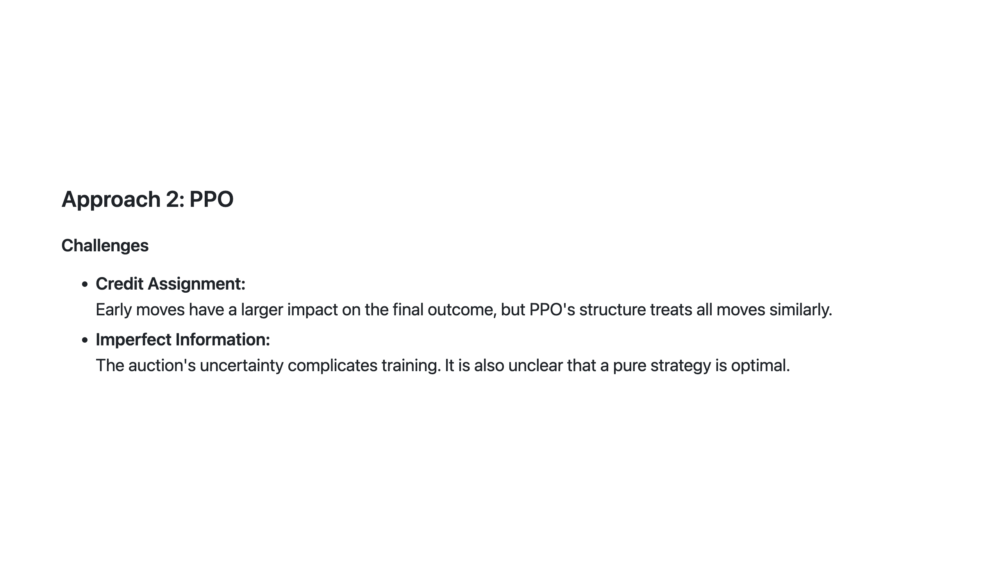 Approach 2: PPO
Challenges
• Credit Assignment:
Early moves have a larger impact on the final outcome, but PPO's structure treats all moves similarly.
• Imperfect Information:
The auction's uncertainty complicates training. It is also unclear that a pure strategy is optimal.